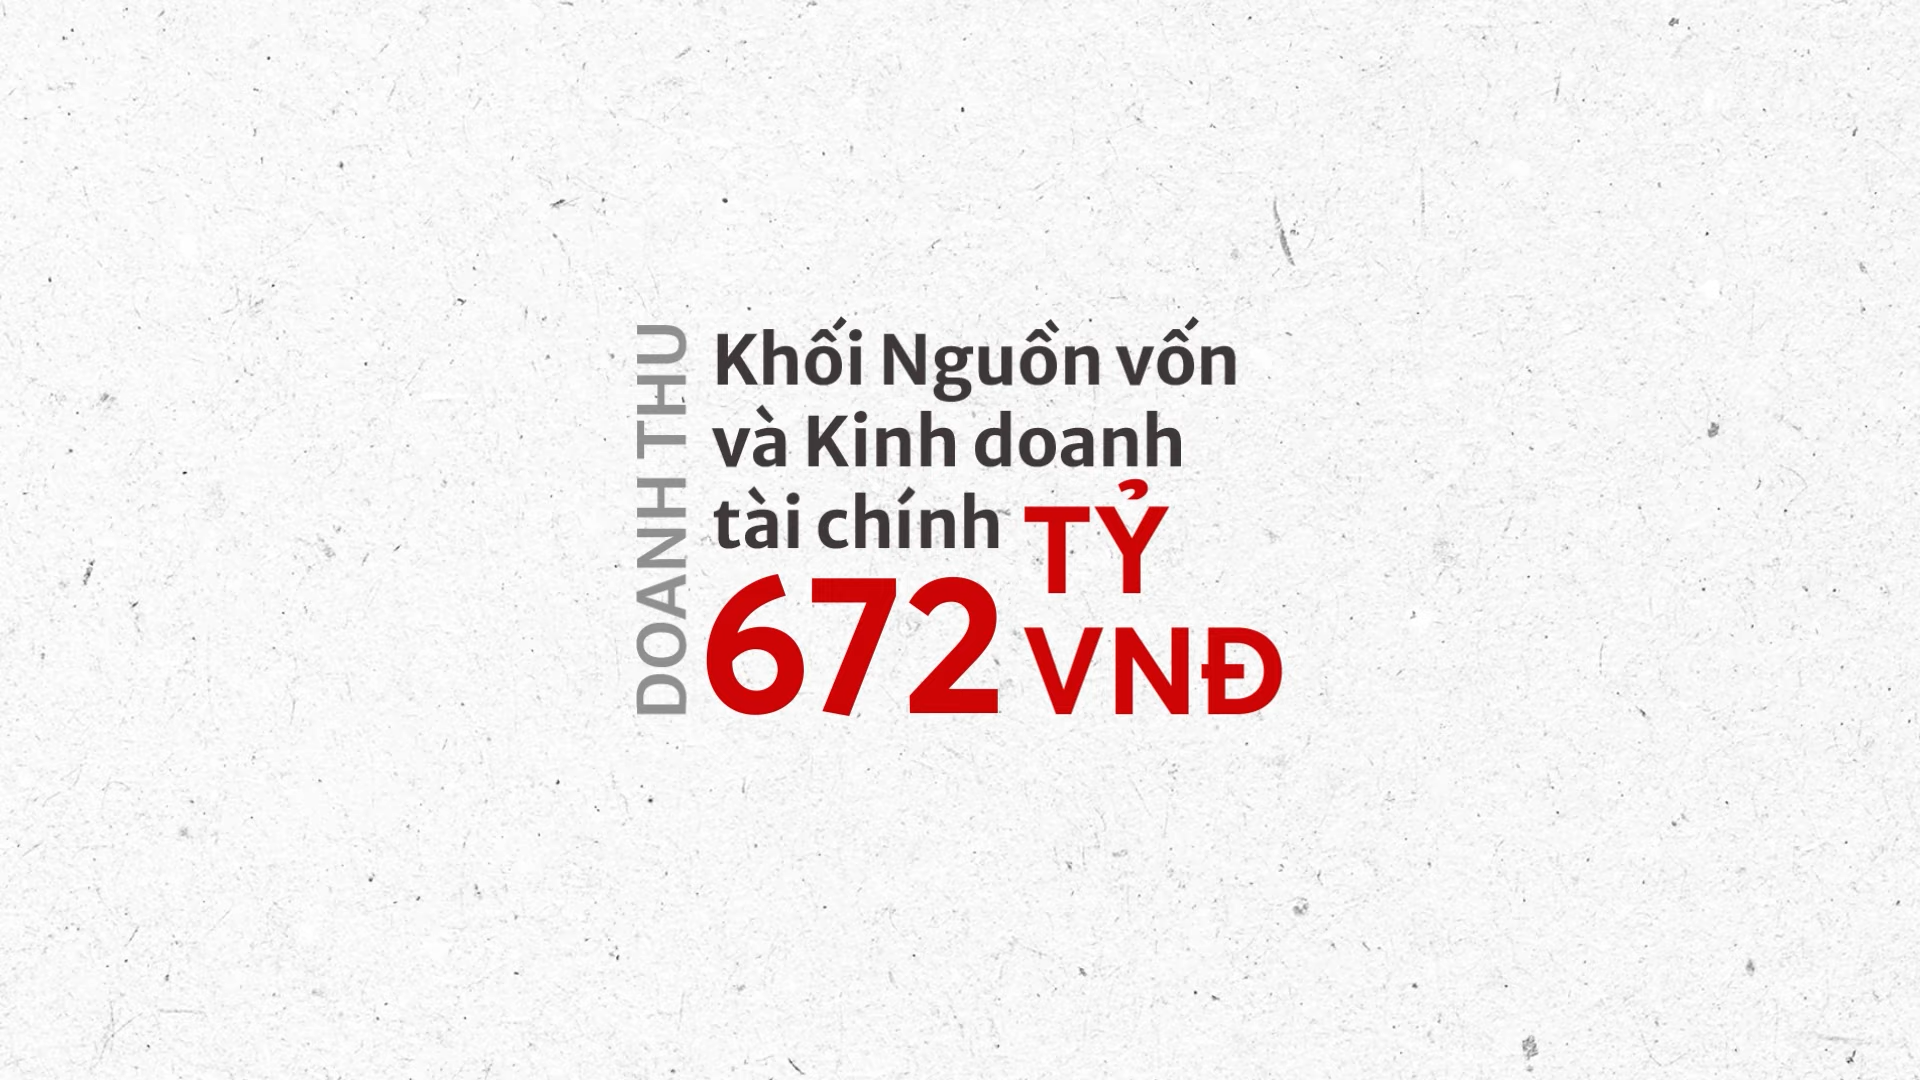 DOANH THU
Khối Nguồn vốn
và Kinh doanh
tài chính
672
TỶ
VNĐ